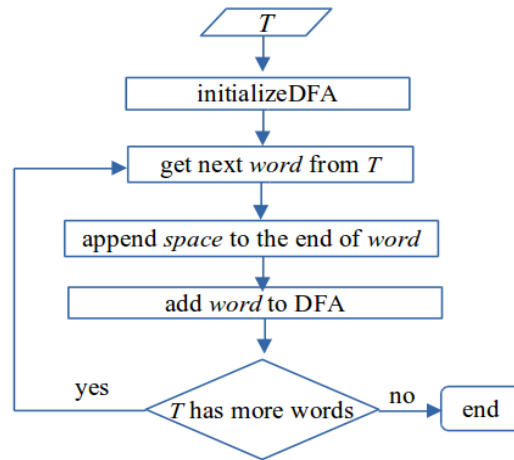 T
initializeDFA
get next word from T
append space to the end of word
add word to DFA
yes
T has more words
no
end